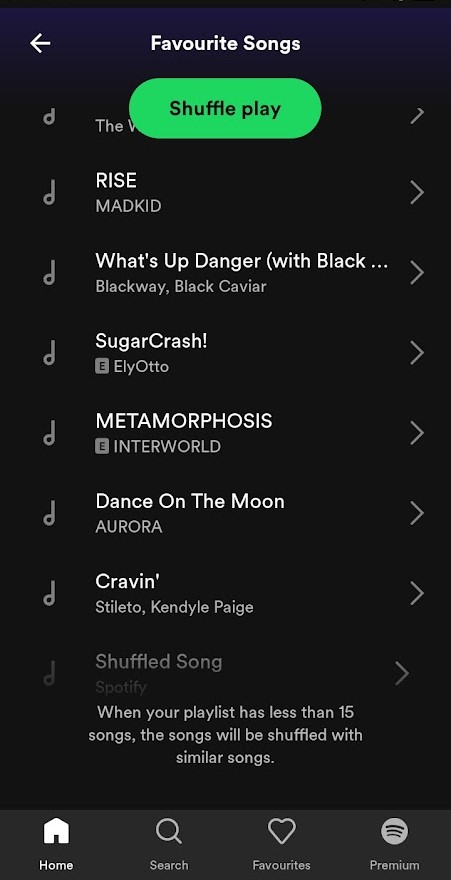 Favourite Songs
Shuffle play
The
RISE
MADKID
What's Up Danger (with Black ...
Blackway, Black Caviar
SugarCrash!
E ElyOtto
METAMORPHOSIS
E INTERWORLD
Dance On The Moon
AURORA
Cravin'
Stileto, Kendyle Paige
Shuffled Song
Spotify
When your playlist has less than 15
songs, the songs will be shuffled with
similar songs.
Home Search Favourites Premium